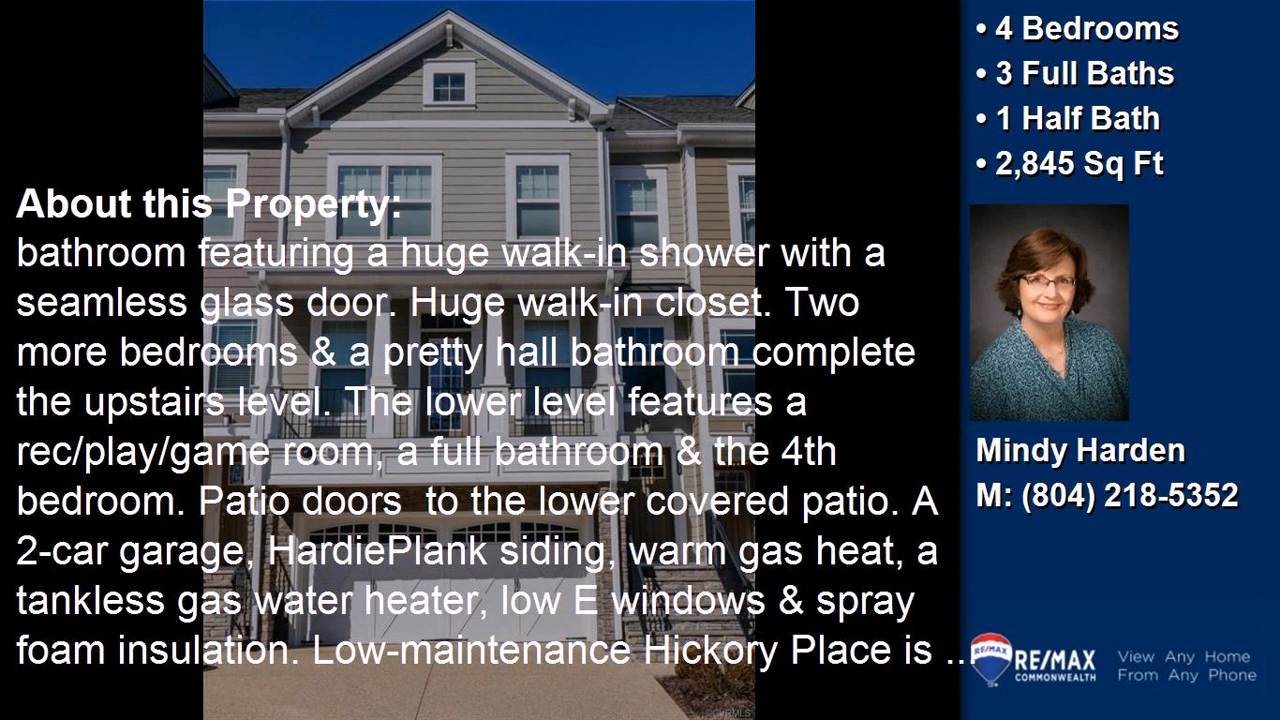 • 4 Bedrooms
• 3 Full Baths
• 1 Half Bath
• 2,845 Sq Ft
About this Property:
bathroom featuring a huge walk-in shower with a
seamless glass door. Huge walk-in closet. Two
more bedrooms & a pretty hall bathroom complete
the upstairs level. The lower level features a
rec/play/game room, a full bathroom & the 4th
bedroom. Patio doors  to the lower covered patio. A
2-car garage, HardiePlank siding, warm gas heat, a
tankless gas water heater, low E windows & spray
foam insulation. Low-maintenance Hickory Place is ...
Mindy Harden
M: (804) 218-5352
RE/MAX
RE/MAX
COMMONWEALTH
View Any Home
From Any Phone